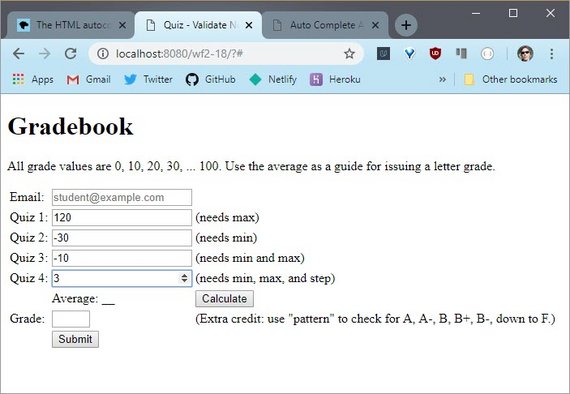 The HTML autoco
Quiz - Validate N
Auto Complete A
localhost:8080/wf2-18/?#
Apps Gmail Twitter GitHub Netlify Heroku » Other bookmarks
Gradebook
All grade values are 0, 10, 20, 30, ... 100. Use the average as a guide for issuing a letter grade.
Email: student@example.com
Quiz 1: 120 (needs max)
Quiz 2: -30 (needs min)
Quiz 3: -10 (needs min and max)
Quiz 4: 3 (needs min, max, and step)
Average: __ Calculate
Grade: (Extra credit: use "pattern" to check for A, A-, B, B+, B-, down to F.)
Submit